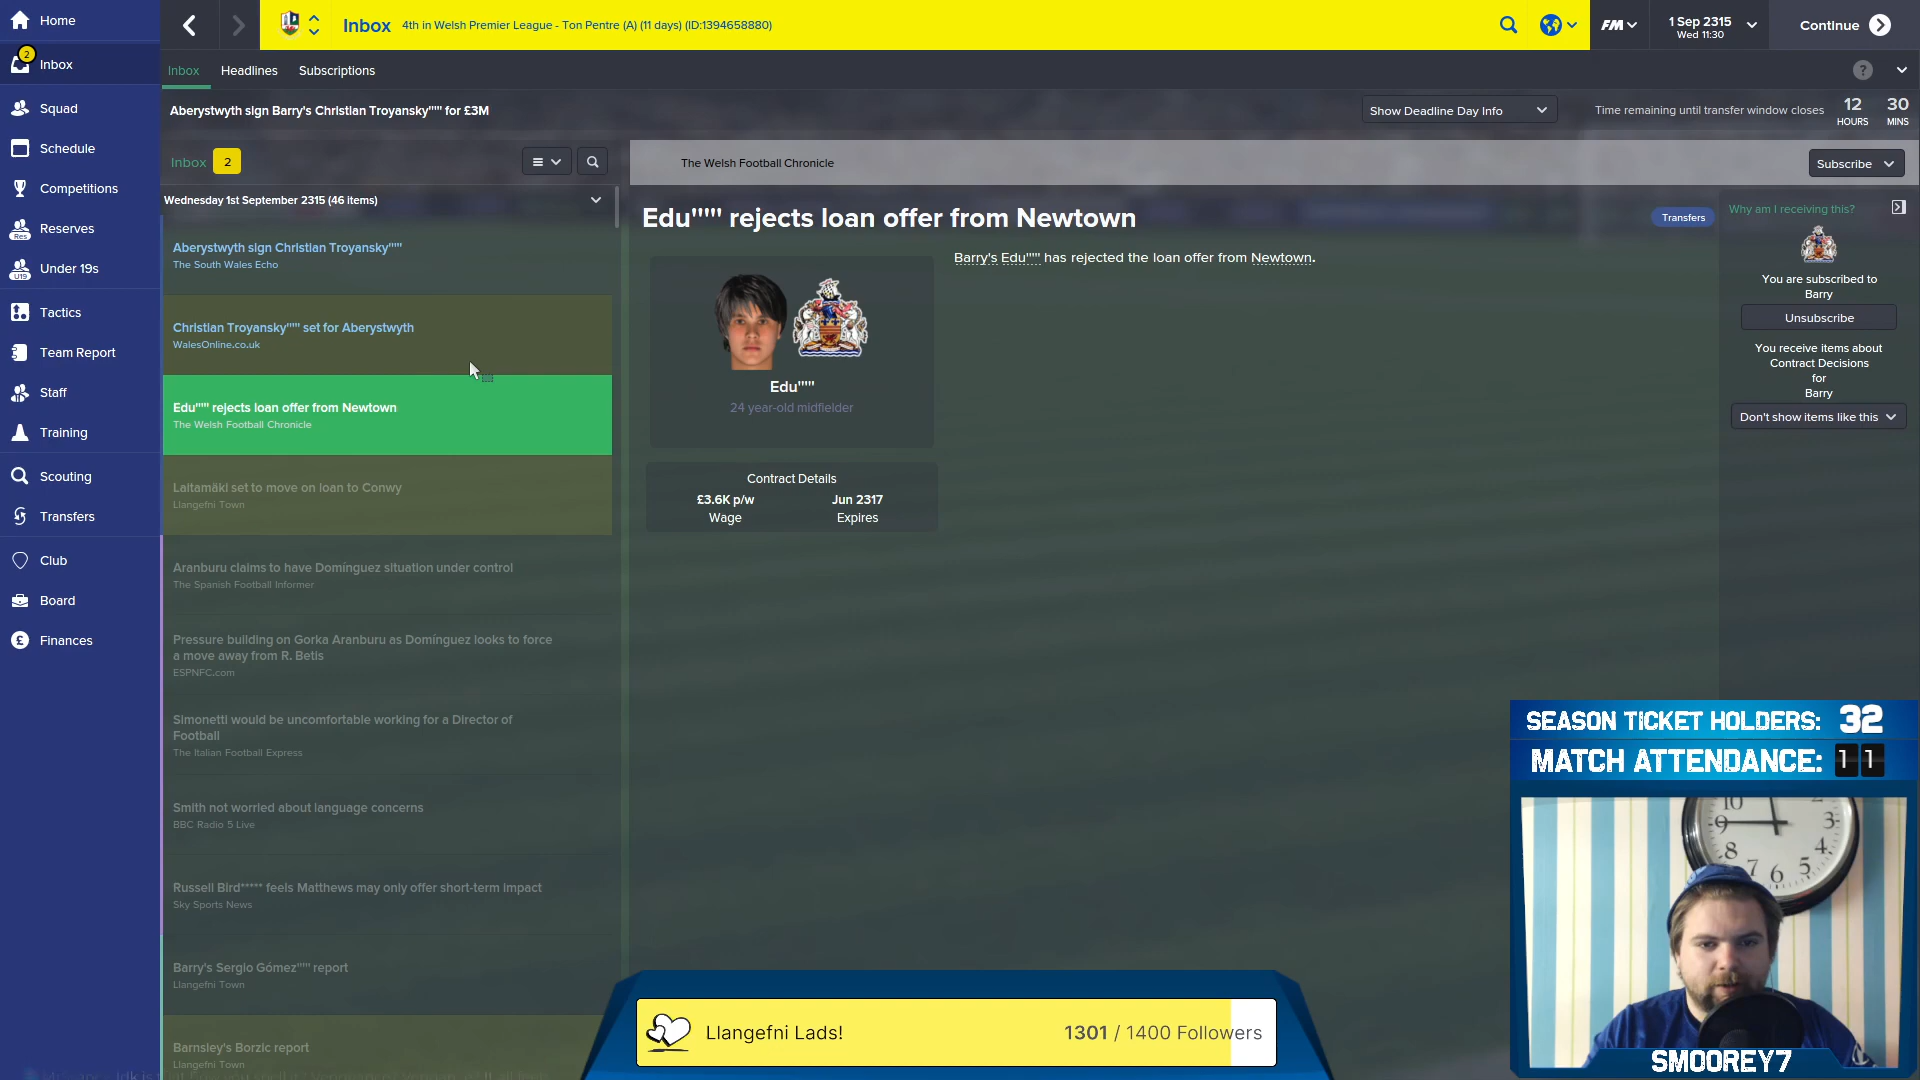 Home
Inbox
2
Squad
Schedule
Competitions
Reserves
Under 19s
Tactics
Team Report
Staff
Training
Scouting
Transfers
Club
Board
Finances
Inbox 4th in Welsh Premier League - Ton Pentre (A) (11 days) (ID:1394658880)
FM
1 Sep 2315
Wed 11:30
Continue
Inbox Headlines Subscriptions
?
Aberystwyth sign Barry's Christian Troyansky''''' for £3M
Show Deadline Day Info
Time remaining until transfer window closes
12 HOURS
30 MINS
Inbox 2
Wednesday 1st September 2315 (46 items)
Aberystwyth sign Christian Troyansky'''''
The South Wales Echo
Christian Troyansky''''' set for Aberystwyth
WalesOnline.co.uk
Edu''''' rejects loan offer from Newtown
The Welsh Football Chronicle
Laitamäki set to move on loan to Conwy
Llangefni Town
Aranburu claims to have Domínguez situation under control
The Spanish Football Informer
Pressure building on Gorka Aranburu as Domínguez looks to force
a move away from R. Betis
ESPNFC.com
Simonetti would be uncomfortable working for a Director of
Football
The Italian Football Express
Smith not worried about language concerns
BBC Radio 5 Live
Russell Bird***** feels Matthews may only offer short-term impact
Sky Sports News
Barry's Sergio Gómez''''' report
Llangefni Town
Barnsley's Borzic report
Llangefni Town
The Welsh Football Chronicle
Subscribe
Edu''''' rejects loan offer from Newtown
Transfers
Barry's Edu''''' has rejected the loan offer from Newtown.
Edu'''''
24 year-old midfielder
Contract Details
£3.6K p/w Jun 2317
Wage Expires
Why am I receiving this?
You are subscribed to
Barry
Unsubscribe
You receive items about
Contract Decisions
for
Barry
Don't show items like this
SEASON TICKET HOLDERS: 32
MATCH ATTENDANCE: 11
10
3
4
5
6
7
8
9
SMOOREY7
Llangefni Lads!
1301 / 1400 Followers